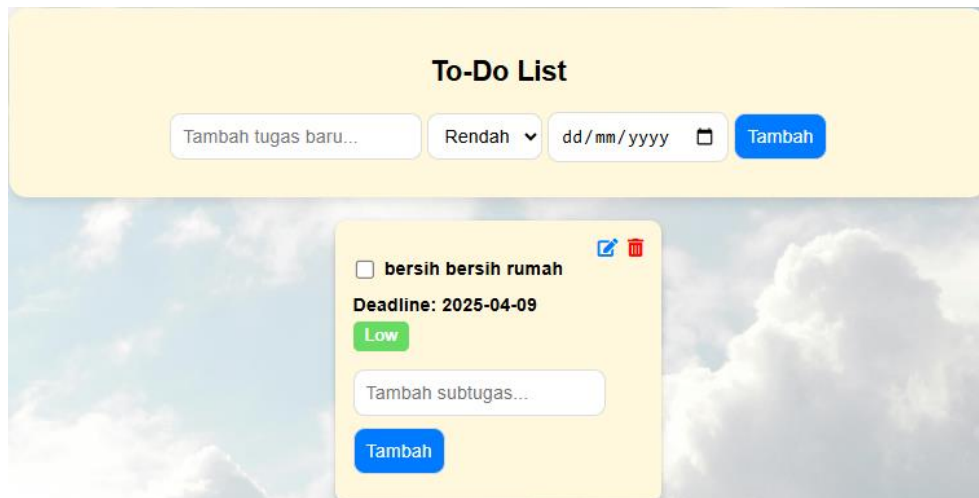 To-Do List
Tambah tugas baru... Rendah dd/mm/yyyy Tambah
bersih bersih rumah
Deadline: 2025-04-09
Low
Tambah subtugas...
Tambah